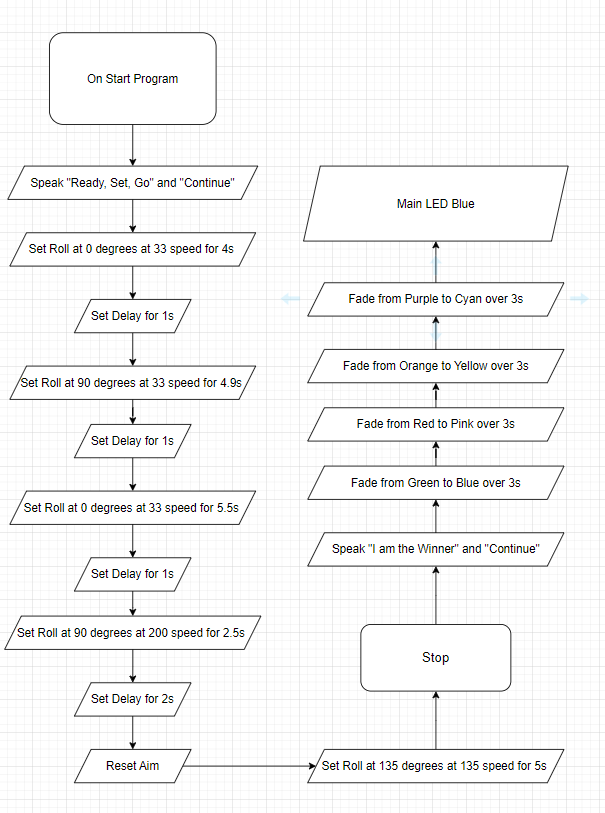 On Start Program
Speak "Ready, Set, Go" and "Continue"
Set Roll at 0 degrees at 33 speed for 4s
Set Delay for 1s
Set Roll at 90 degrees at 33 speed for 4.9s
Set Delay for 1s
Set Roll at 0 degrees at 33 speed for 5.5s
Set Delay for 1s
Set Roll at 90 degrees at 200 speed for 2.5s
Set Delay for 2s
Reset Aim
Set Roll at 135 degrees at 135 speed for 5s
Stop
Speak "I am the Winner" and "Continue"
Fade from Green to Blue over 3s
Fade from Red to Pink over 3s
Fade from Orange to Yellow over 3s
Fade from Purple to Cyan over 3s
Main LED Blue